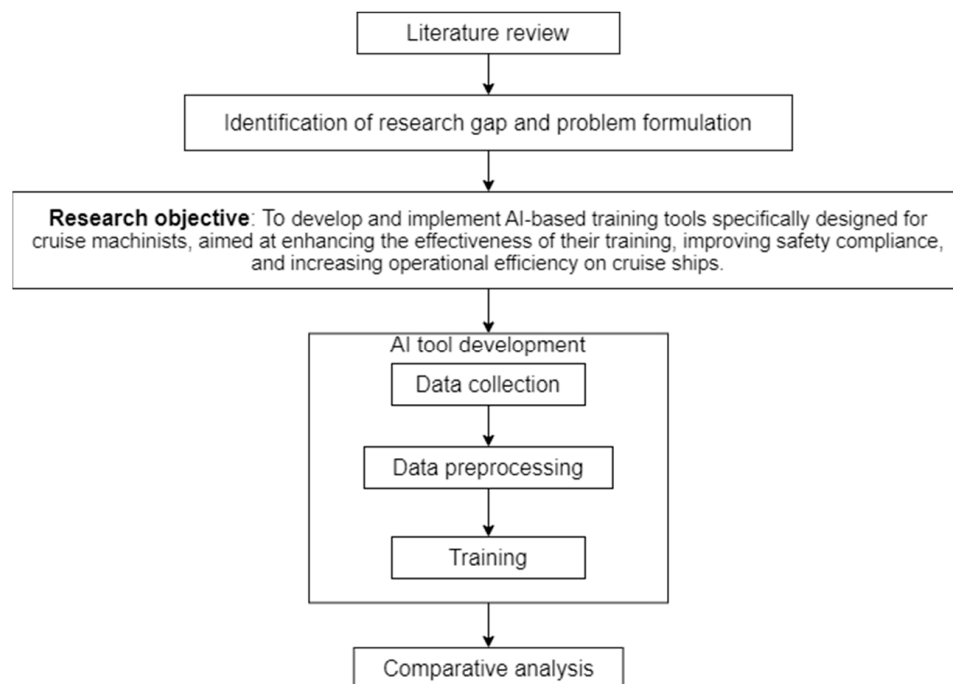 Literature review
Identification of research gap and problem formulation
Research objective: To develop and implement AI-based training tools specifically designed for
cruise machinists, aimed at enhancing the effectiveness of their training, improving safety compliance,
and increasing operational efficiency on cruise ships.
AI tool development
Data collection
Data preprocessing
Training
Comparative analysis